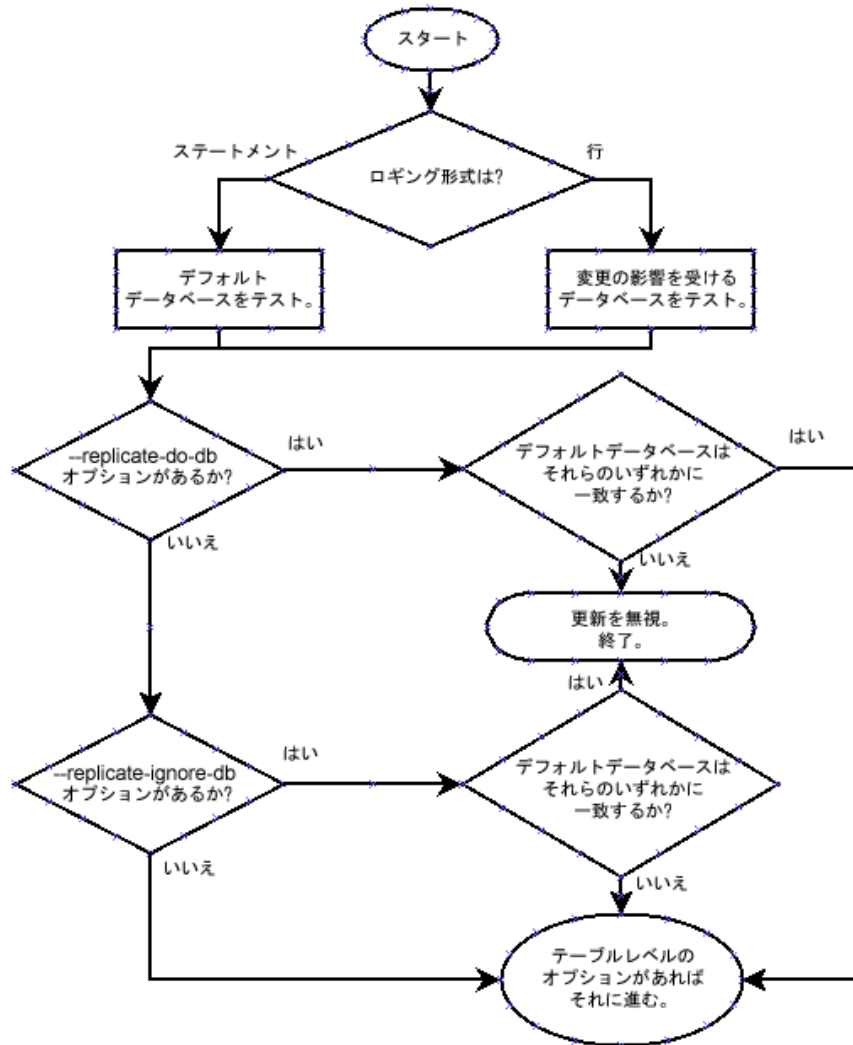 スタート
ステートメント
行
ロギング形式は?
デフォルト
データベースをテスト。
変更の影響を受ける
データベースをテスト。
--replicate-do-db
オプションがあるか?
はい
デフォルトデータベースは
それらのいずれかに
一致するか?
はい
いいえ
いいえ
更新を無視。
終了。
はい
--replicate-ignore-db
オプションがあるか?
はい
デフォルトデータベースは
それらのいずれかに
一致するか?
いいえ
いいえ
テーブルレベルの
オプションがあれば
それに進む。